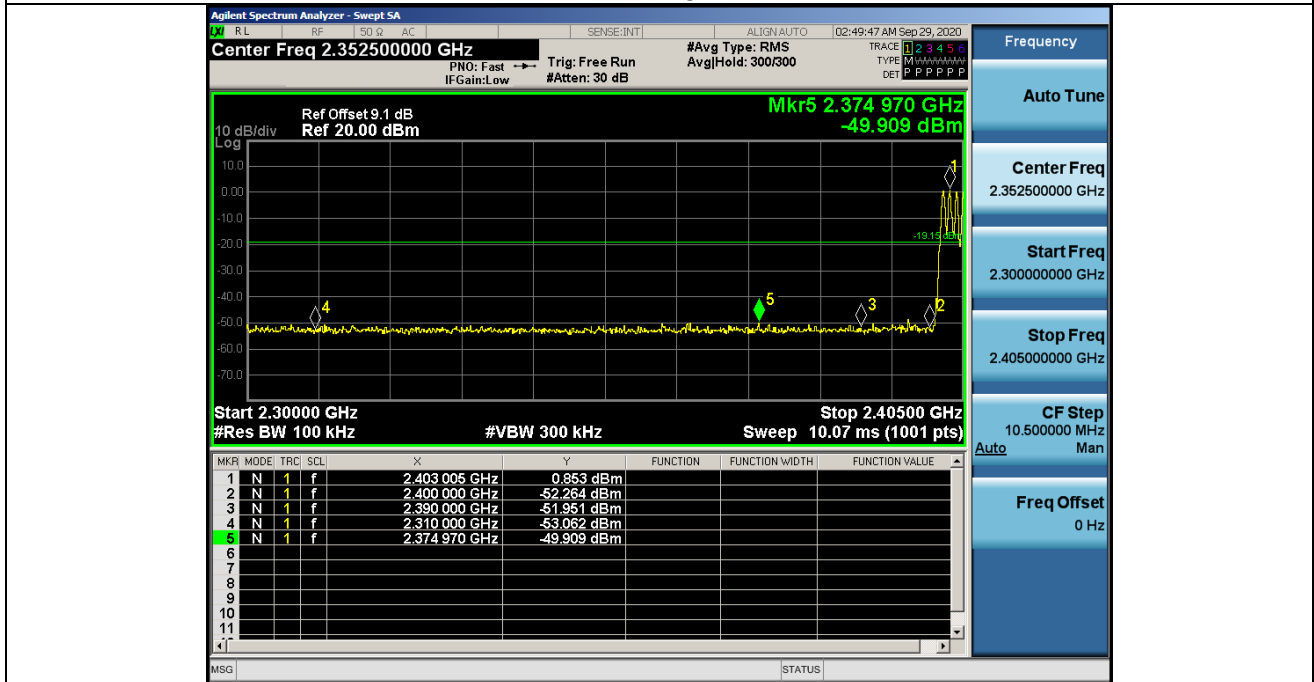 Agilent Spectrum Analyzer - Swept SA
LXI RL RF 50 Ω AC SENSE:INT ALIGN AUTO 02:49:47 AM Sep 29, 2020
Center Freq 2.352500000 GHz
PNO: Fast
IFGain:Low
Trig: Free Run
#Atten: 30 dB
#Avg Type: RMS
Avg|Hold: 300/300
TRACE 1 2 3 4 5 6
TYPE M
DET P P P P P P
Mkr5 2.374 970 GHz
-49.909 dBm
Ref Offset 9.1 dB
10 dB/div Ref 20.00 dBm
Log
10.0
0.00
-10.0
-20.0
-30.0
-40.0
-50.0
-60.0
-70.0
1
-19.15 dBm
4
5
3
2
Start 2.30000 GHz Stop 2.40500 GHz
#Res BW 100 kHz #VBW 300 kHz Sweep 10.07 ms (1001 pts)
MKR MODE TRC SCL X Y FUNCTION FUNCTION WIDTH FUNCTION VALUE
1 N 1 f 2.403 005 GHz 0.853 dBm
2 N 1 f 2.400 000 GHz -52.264 dBm
3 N 1 f 2.390 000 GHz -51.951 dBm
4 N 1 f 2.310 000 GHz -53.062 dBm
5 N 1 f 2.374 970 GHz -49.909 dBm
6
7
8
9
10
11
MSG STATUS
Frequency
Auto Tune
Center Freq
2.352500000 GHz
Start Freq
2.300000000 GHz
Stop Freq
2.405000000 GHz
CF Step
10.500000 MHz
Auto Man
Freq Offset
0 Hz